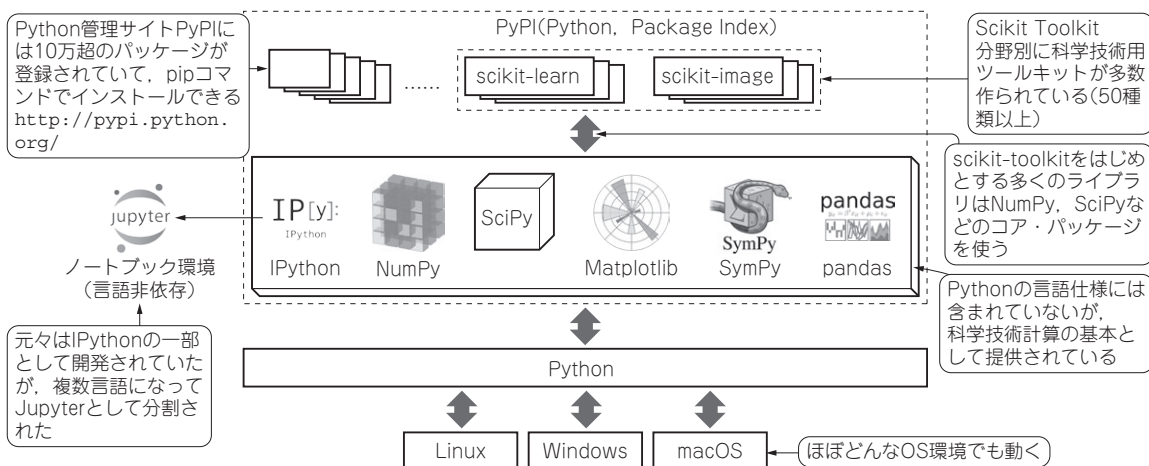 Python管理サイトPyPIに
は10万超のパッケージが
登録されていて，pipコマ
ンドでインストールできる
http://pypi.python.
org/
PyPI(Python，Package Index)
……
scikit-learn
scikit-image
Scikit Toolkit
分野別に科学技術用
ツールキットが多数
作られている(50種
類以上)
scikit-toolkitをはじめ
とする多くのライブラ
リはNumPy，SciPyな
どのコア・パッケージ
を使う
jupyter
ノートブック環境
(言語非依存)
IP[y]:
IPython
IPython
NumPy
SciPy
Matplotlib
SymPy
SymPy
pandas
pandas
Pythonの言語仕様には
含まれていないが，
科学技術計算の基本と
して提供されている
元々はIPythonの一部
として開発されていた
が，複数言語になって
Jupyterとして分割され
た
Python
Linux
Windows
macOS
ほぼどんなOS環境でも動く